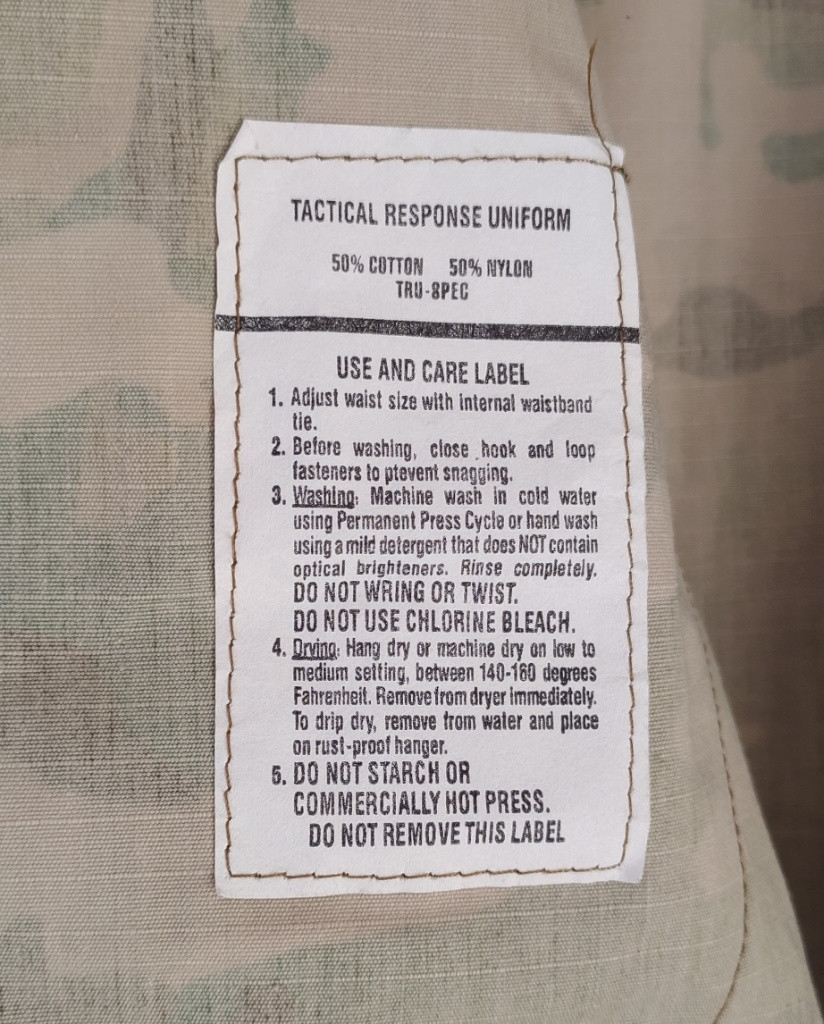 TACTICAL RESPONSE UNIFORM
50% COTTON 50% NYLON
TRU-SPEC
USE AND CARE LABEL
1. Adjust waist size with internal waistband
tie.
2. Before washing, close hook and loop
fasteners to ptevent snagging.
3. Washing: Machine wash in cold water
using Permanent Press Cycle or hand wash
using a mild detergent that does NOT contain
optical brighteners. Rinse completely.
DO NOT WRING OR TWIST.
DO NOT USE CHLORINE BLEACH.
4. Drying: Hang dry or machine dry on low to
medium setting, between 140-160 degrees
Fahrenheit. Remove from dryer immediately.
To drip dry, remove from water and place
on rust-proof hanger.
5. DO NOT STARCH OR
COMMERCIALLY HOT PRESS.
DO NOT REMOVE THIS LABEL